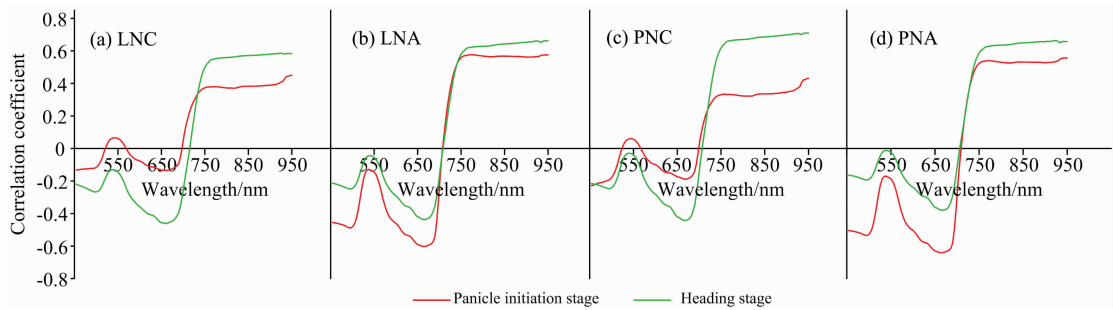 0.8
0.6
0.4
0.2
0
-0.2
-0.4
-0.6
-0.8
Correlation coefficient
(a) LNC
550 650 750 850 950
Wavelength/nm
(b) LNA
550 650 750 850 950
Wavelength/nm
(c) PNC
550 650 750 850 950
Wavelength/nm
(d) PNA
550 650 750 850 950
Wavelength/nm
Panicle initiation stage Heading stage